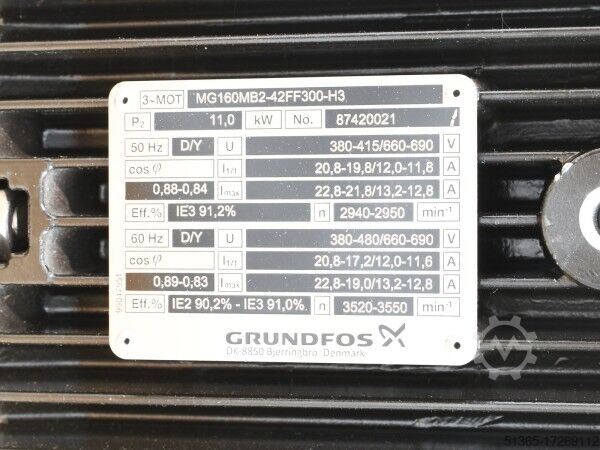 3~MOT MG160MB2-42FF300-H3
P2 11,0 kW No. 87420021
50 Hz D/Y U 380-415/660-690 V
cos φ I1/1 20,8-19,8/12,0-11,8 A
0,88-0,84 Imax 22,8-21,8/13,2-12,8 A
Eff.% IE3 91,2% n 2940-2950 min-1
60 Hz D/Y U 380-480/660-690 V
cos φ I1/1 20,8-17,2/12,0-11,6 A
0,89-0,83 Imax 22,8-19,0/13,2-12,8 A
Eff.% IE2 90,2% - IE3 91,0% n 3520-3550 min-1
GRUNDFOS
DK-8850 Bjerringbro, Denmark
51365-17269112